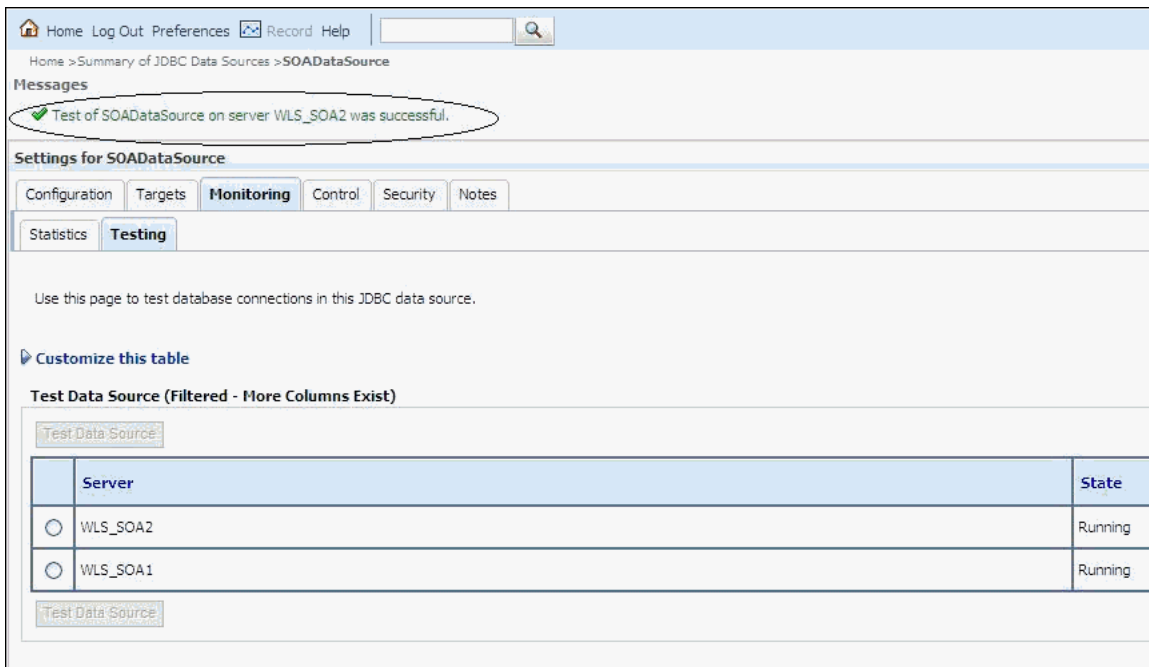 Home Log Out Preferences Record Help
Home >Summary of JDBC Data Sources >SOADataSource
Messages
Test of SOADataSource on server WLS_SOA2 was successful.
Settings for SOADataSource
Configuration Targets Monitoring Control Security Notes
Statistics Testing
Use this page to test database connections in this JDBC data source.
Customize this table
Test Data Source (Filtered - More Columns Exist)
Test Data Source
Server State
WLS_SOA2 Running
WLS_SOA1 Running
Test Data Source